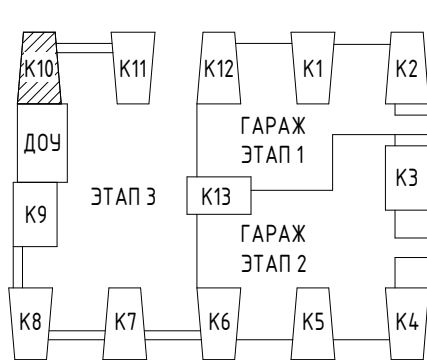 К10 К11 К12 К1 К2
ГАРАЖ
ЭТАП 1
ДОУ
К3
ЭТАП 3
К13
К9
ГАРАЖ
ЭТАП 2
К8 К7 К6 К5 К4